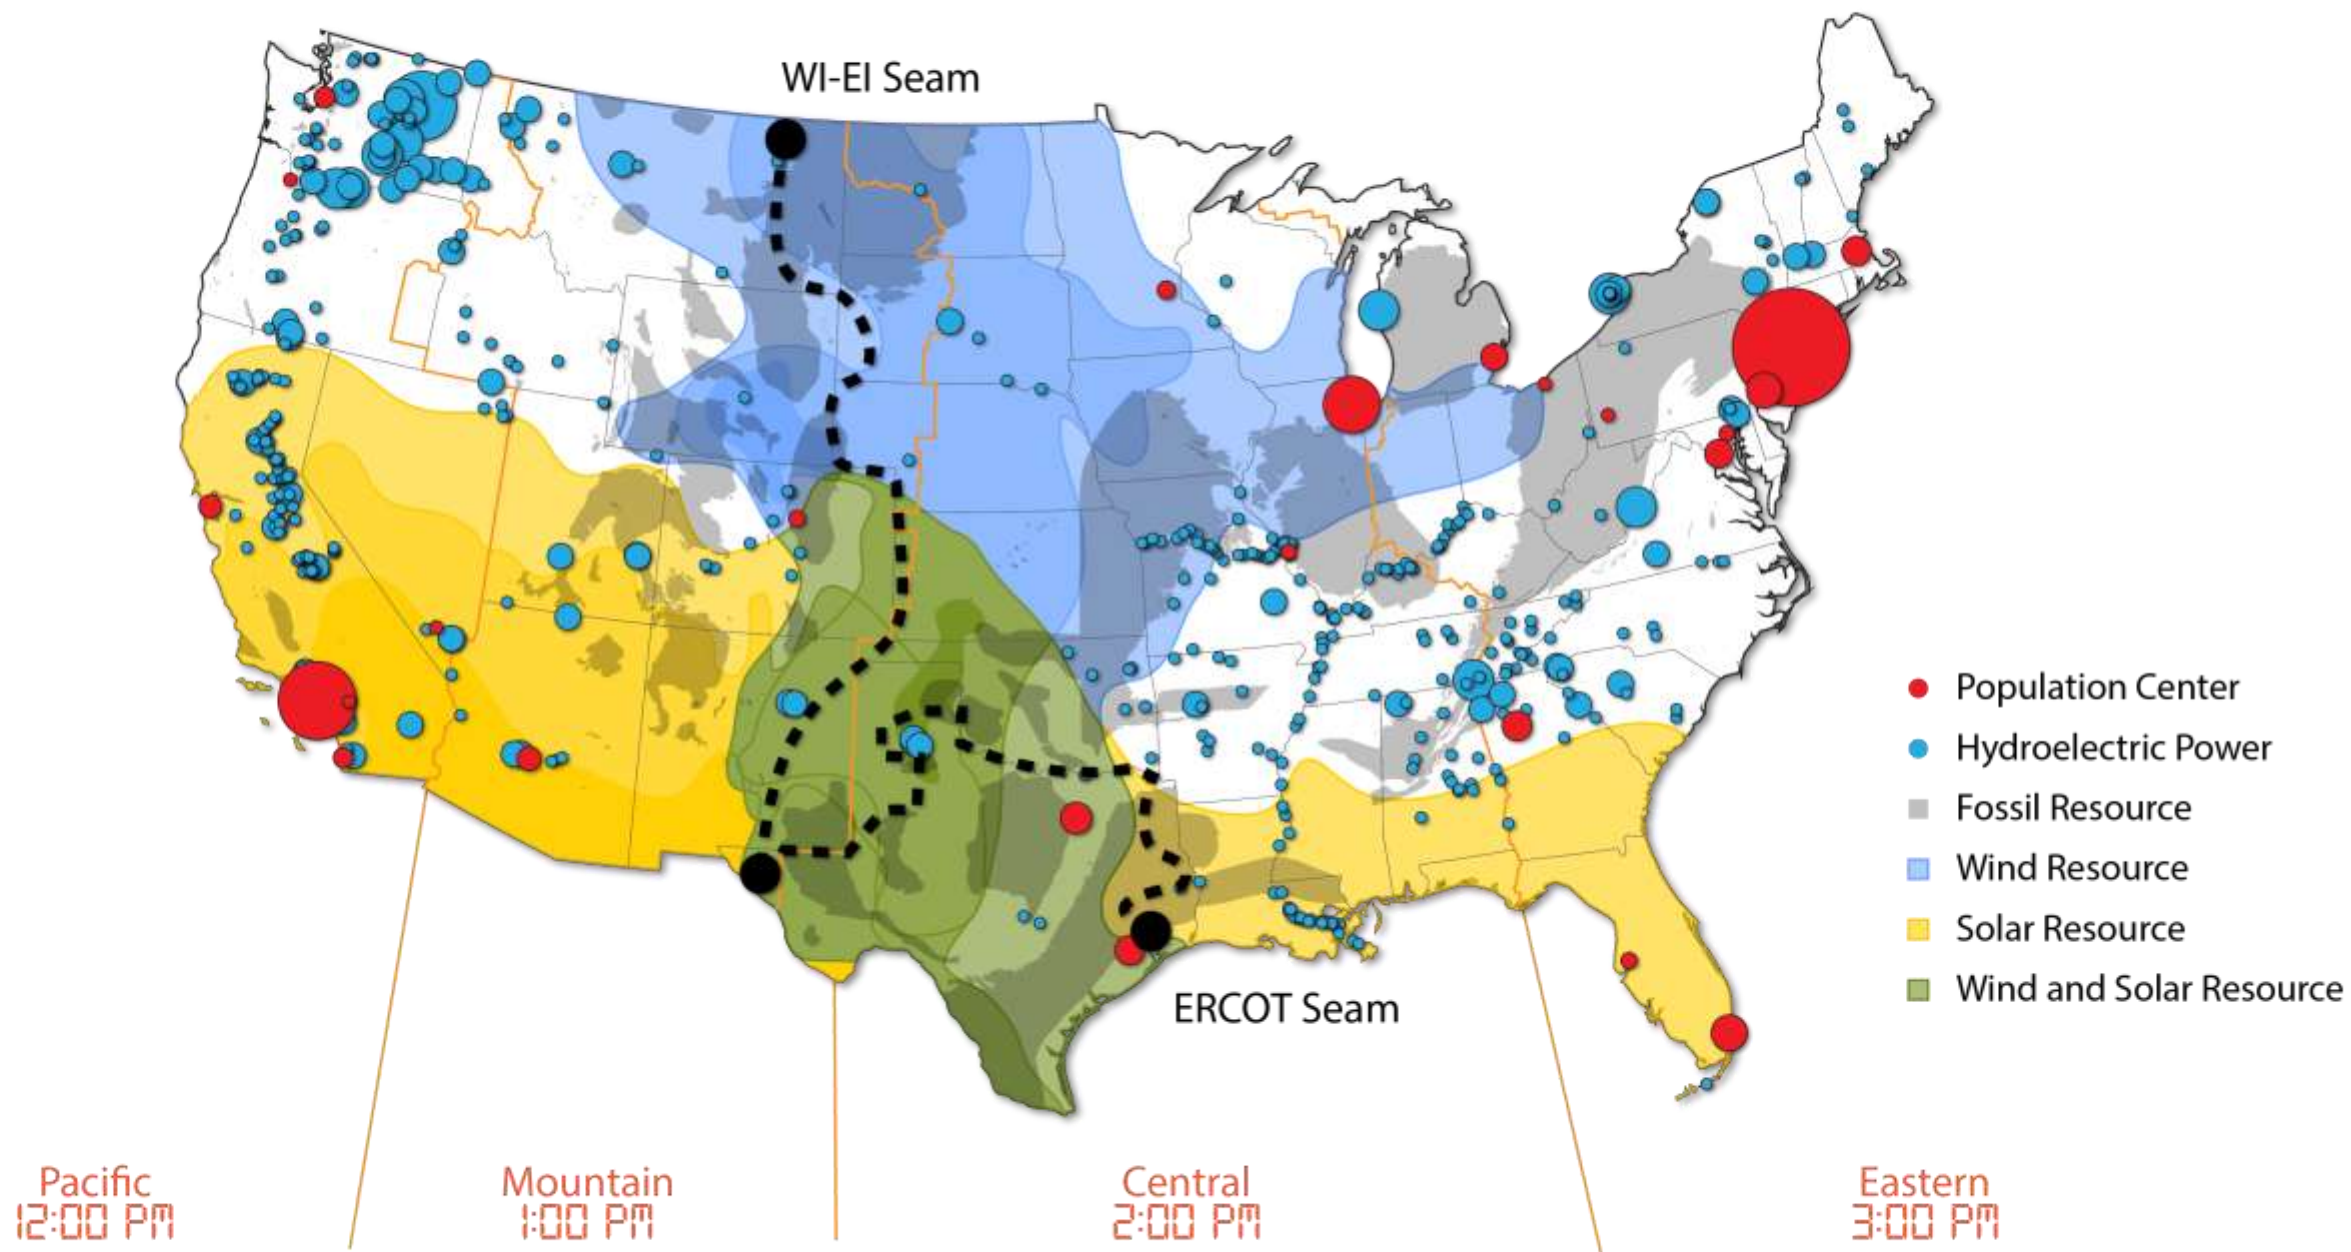 WI-EI Seam
Population Center
Hydroelectric Power
Fossil Resource
Wind Resource
Solar Resource
Wind and Solar Resource
ERCOT Seam
Pacific
12:00 PM
Mountain
1:00 PM
Central
2:00 PM
Eastern
3:00 PM